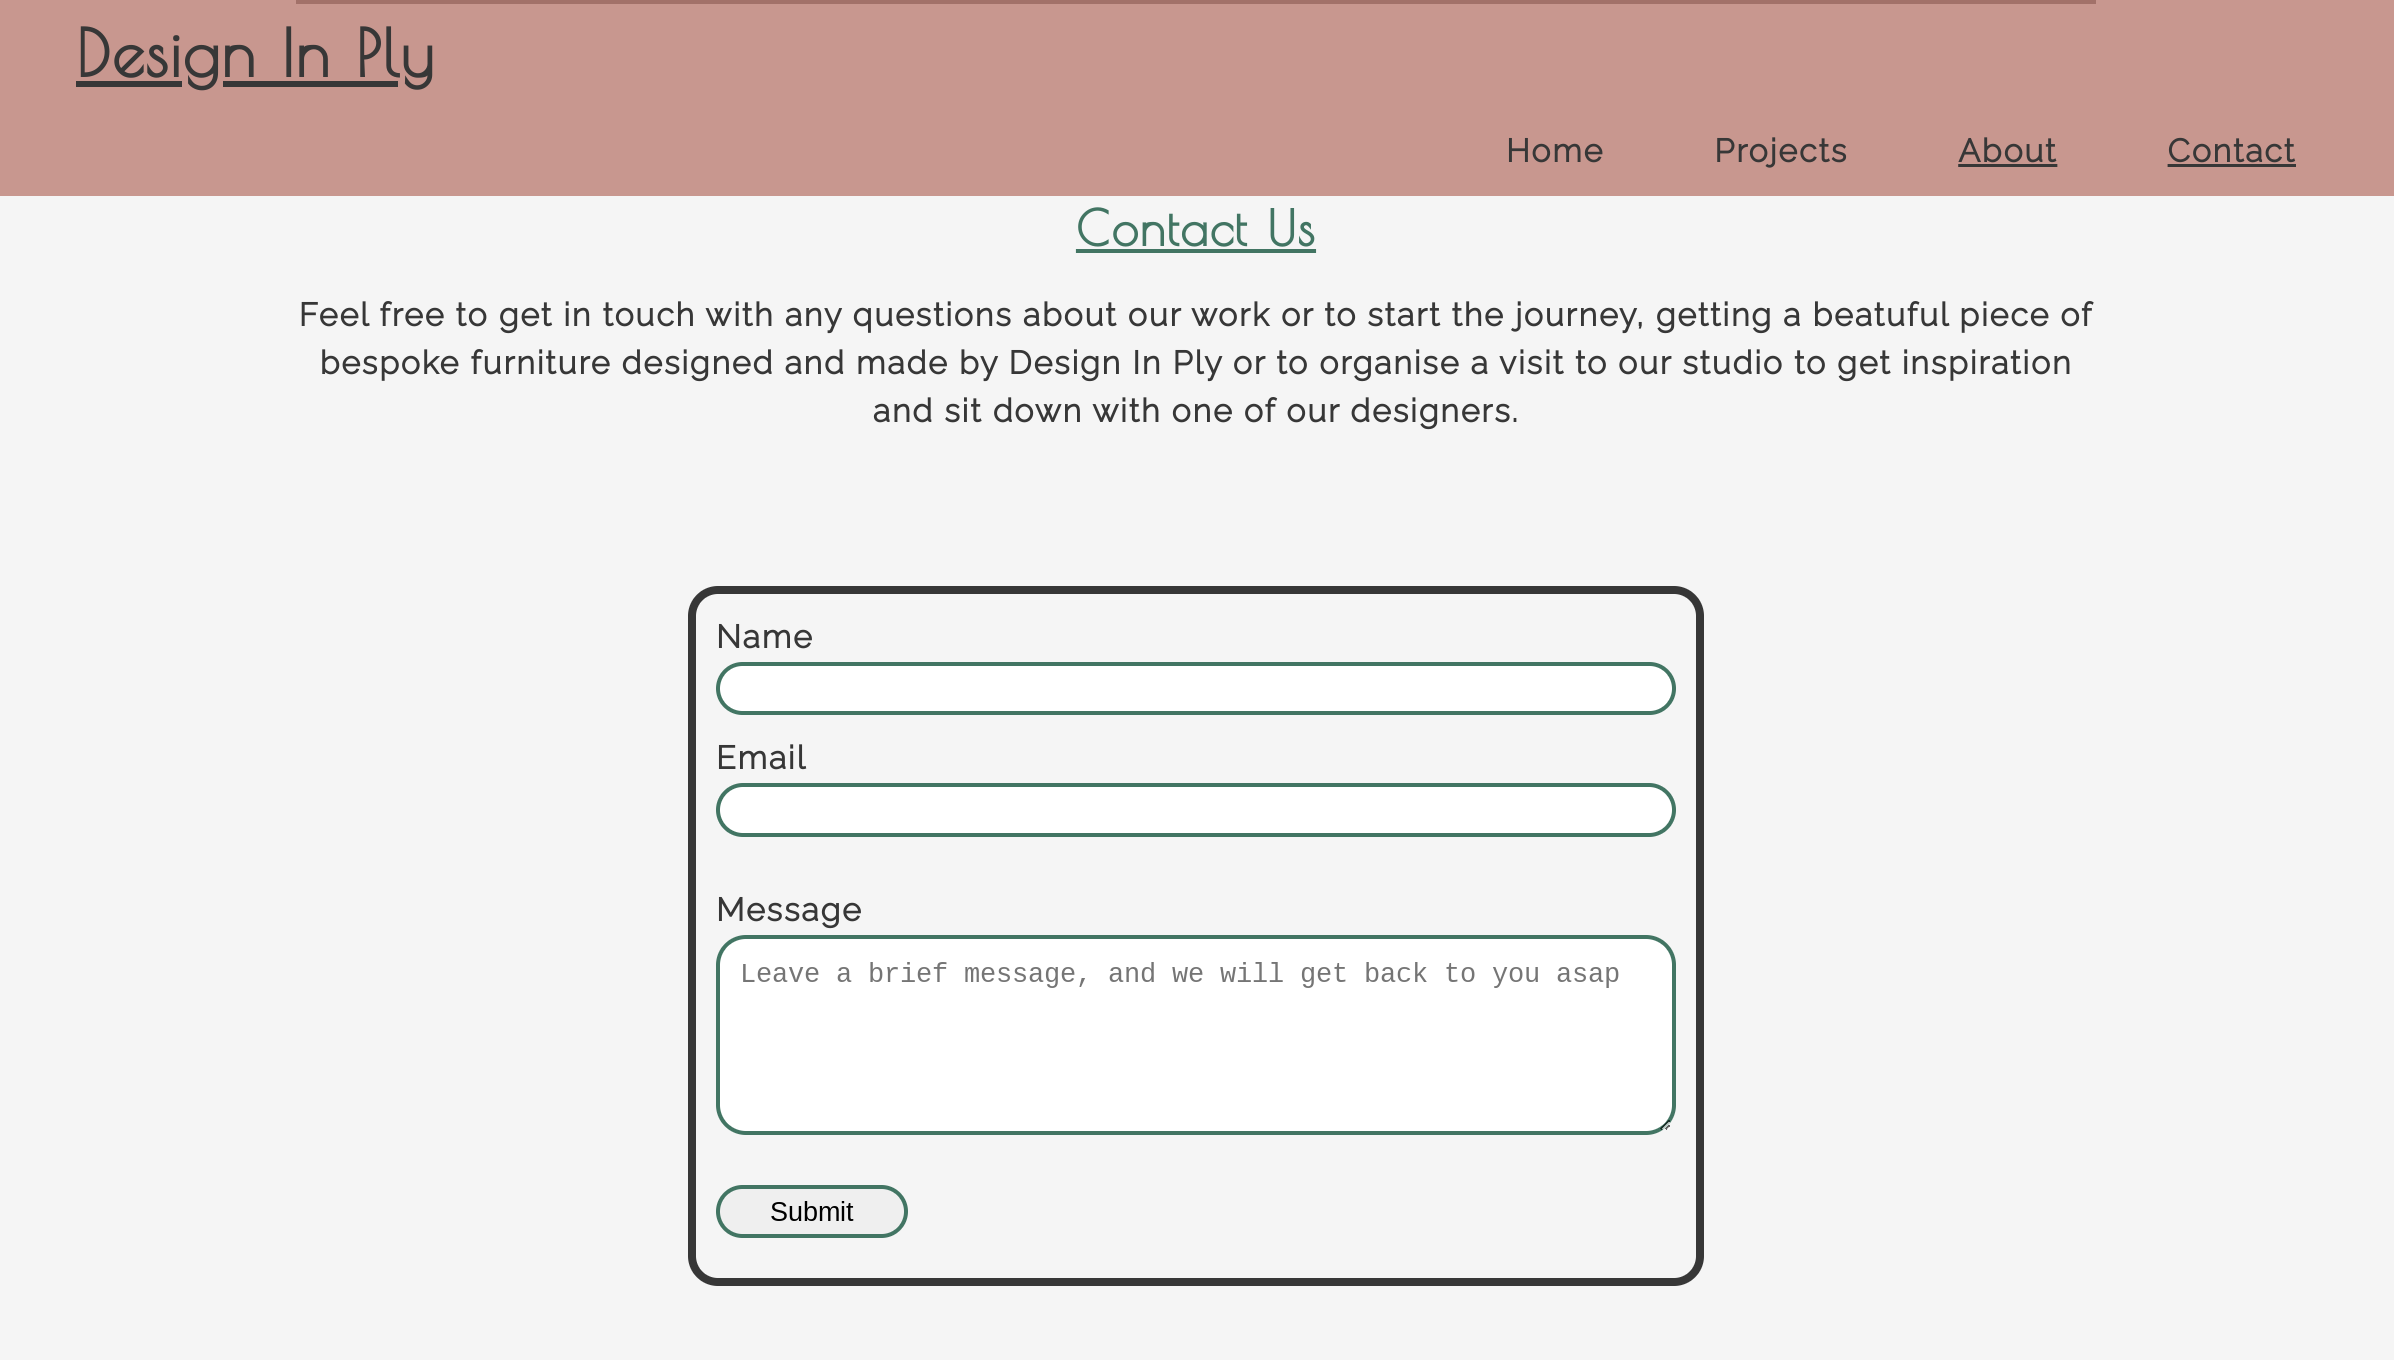 Design In Ply
Home Projects About Contact
Contact Us
Feel free to get in touch with any questions about our work or to start the journey, getting a beatuful piece of
bespoke furniture designed and made by Design In Ply or to organise a visit to our studio to get inspiration
and sit down with one of our designers.
Name
Email
Message
Leave a brief message, and we will get back to you asap
Submit